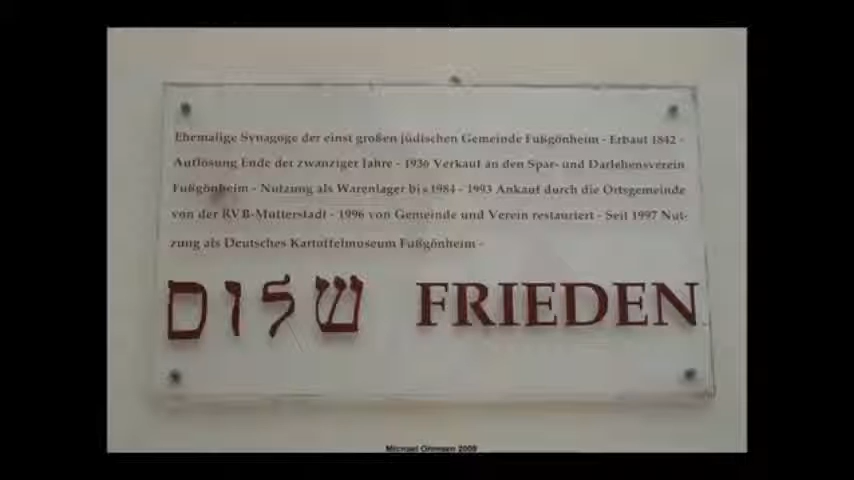 Ehemalige Synagoge der einst großen jüdischen Gemeinde Fußgönheim - Erbaut 1842 -
Auflösung Ende der zwanziger Jahre - 1936 Verkauf an den Spar- und Darlehensverein
Fußgönheim - Nutzung als Warenlager bis 1984 - 1993 Ankauf durch die Ortsgemeinde
von der RVB-Mutterstadt - 1996 von Gemeinde und Verein restauriert - Seit 1997 Nut-
zung als Deutsches Kartoffelmuseum Fußgönheim -
שלום FRIEDEN
Michael Ohmsen 2009